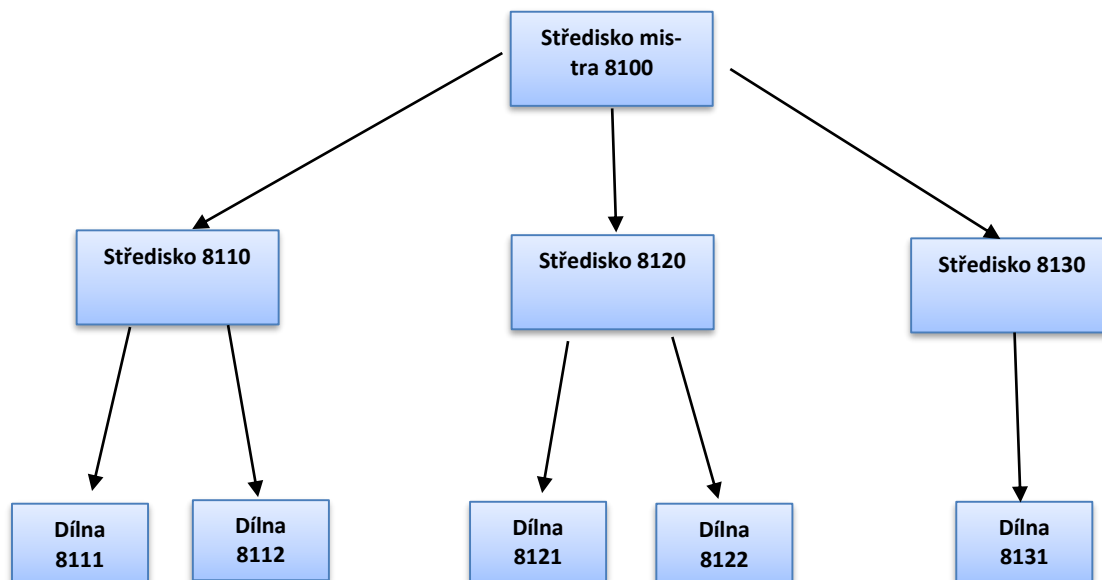 Středisko mis-
tra 8100
Středisko 8110
Středisko 8120
Středisko 8130
Dílna
8111
Dílna
8112
Dílna
8121
Dílna
8122
Dílna
8131